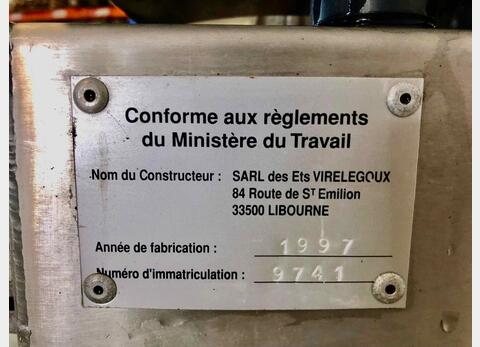 Conforme aux règlements
du Ministère du Travail
Nom du Constructeur : SARL des Ets VIRELEGOUX
84 Route de Sᵀ Emilion
33500 LIBOURNE
Année de fabrication : 1997
Numéro d'immatriculation : 9741